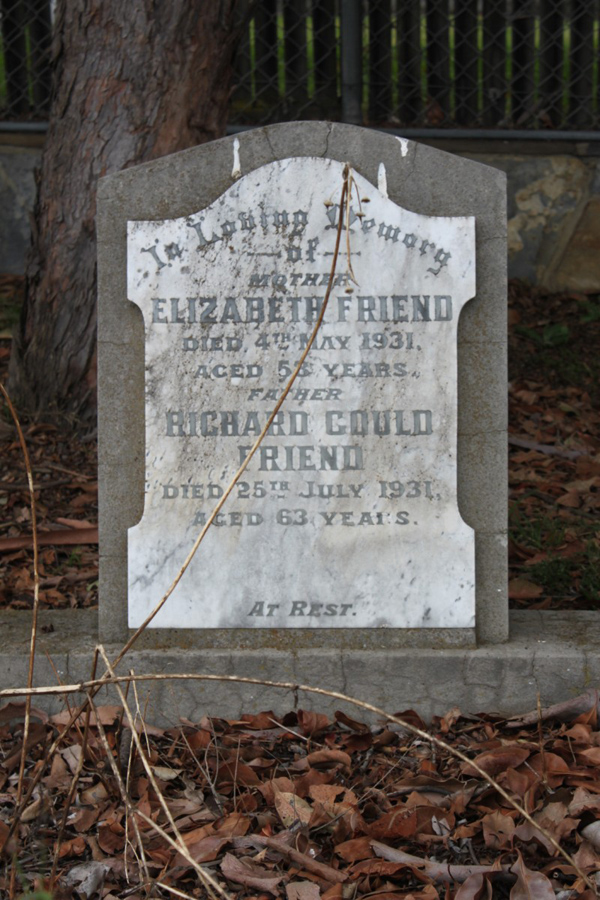 In Loving Memory
— of —
MOTHER
ELIZABETH FRIEND
DIED 4TH MAY 1931,
AGED 53 YEARS,
FATHER
RICHARD GOULD
FRIEND
DIED 25TH JULY 1931,
AGED 63 YEARS.
AT REST.